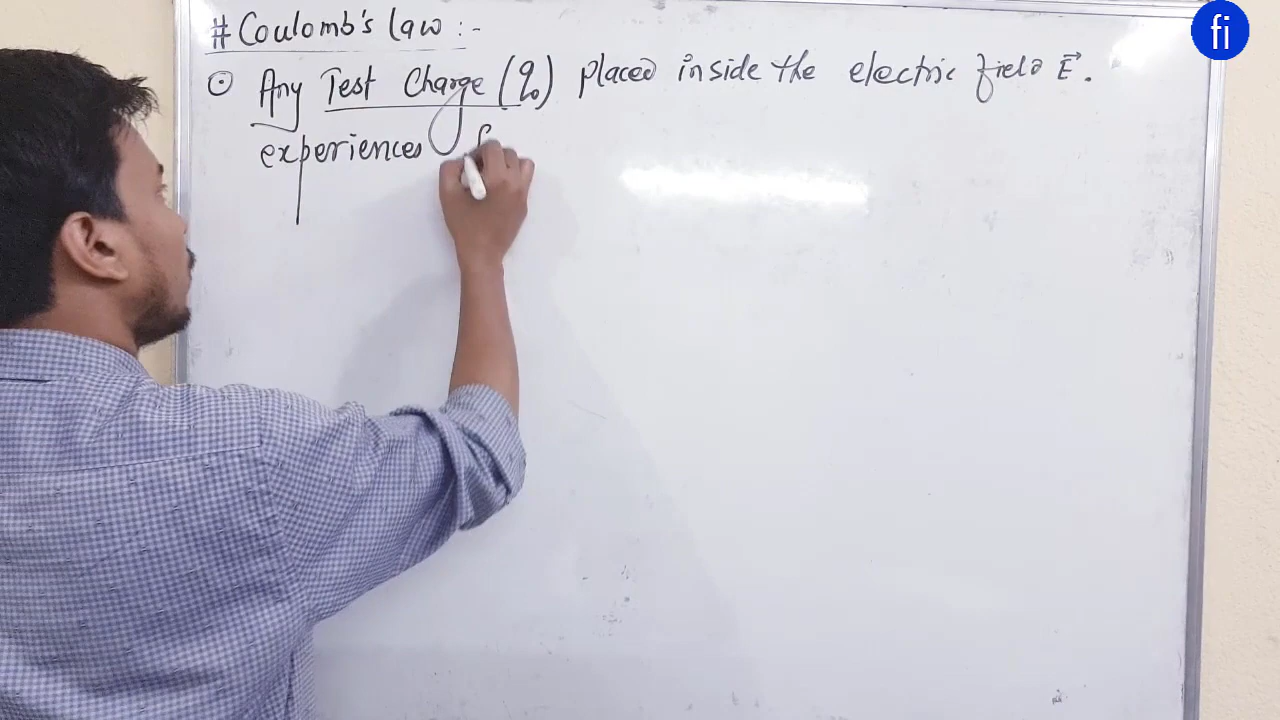 # Coulomb's law :-
⊙ Any Test Charge (q₀) placed inside the electric field E⃗.
experiences f
fi